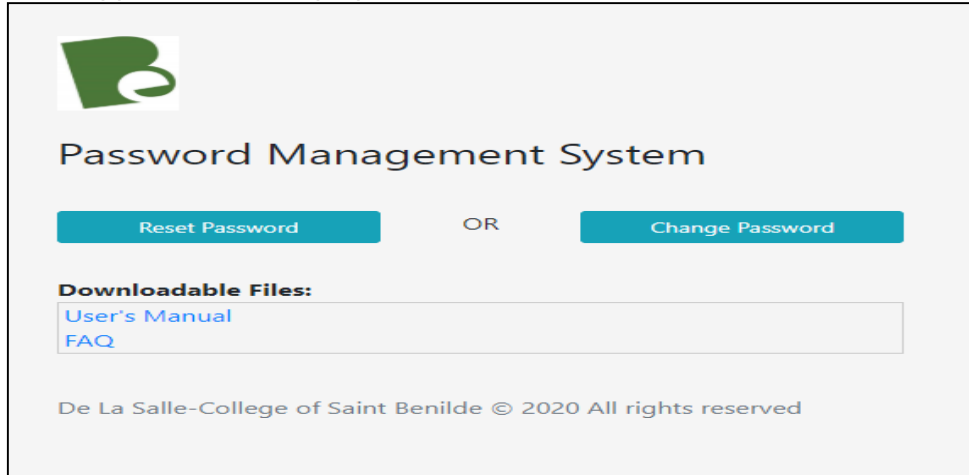 Be
Password Management System
Reset Password OR Change Password
Downloadable Files:
User's Manual
FAQ
De La Salle-College of Saint Benilde © 2020 All rights reserved